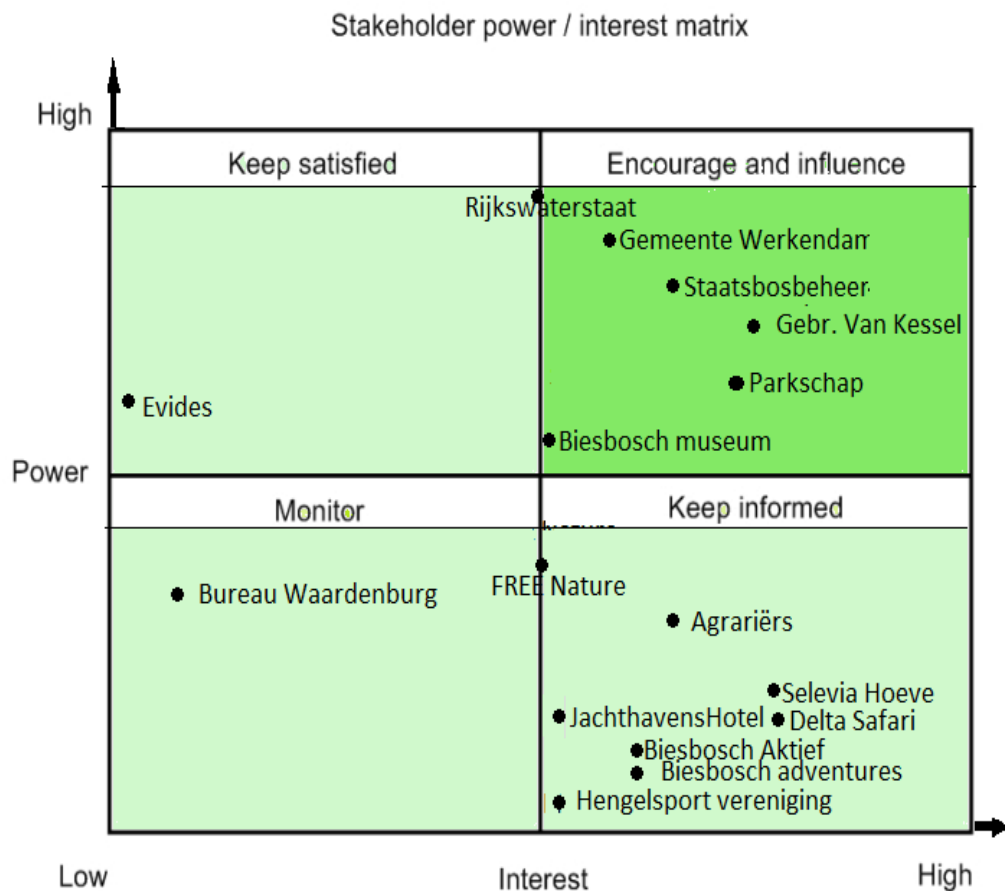 Stakeholder power / interest matrix
High
Keep satisfied
Encourage and influence
Rijkswaterstaat
Gemeente Werkendam
Staatsbosbeheer
Gebr. Van Kessel
Parkschap
Evides
Biesbosch museum
Power
Monitor
Keep informed
FREE Nature
Bureau Waardenburg
Agrariërs
Selevia Hoeve
JachthavensHotel
Delta Safari
Biesbosch Aktief
Biesbosch adventures
Hengelsport vereniging
Low
Interest
High